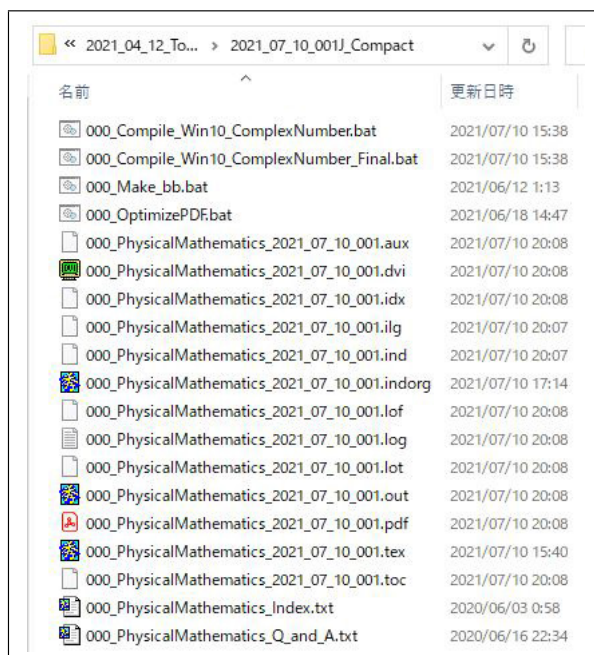 « 2021_04_12_To... > 2021_07_10_001J_Compact
名前 更新日時
000_Compile_Win10_ComplexNumber.bat 2021/07/10 15:38
000_Compile_Win10_ComplexNumber_Final.bat 2021/07/10 15:38
000_Make_bb.bat 2021/06/12 1:13
000_OptimizePDF.bat 2021/06/18 14:47
000_PhysicalMathematics_2021_07_10_001.aux 2021/07/10 20:08
000_PhysicalMathematics_2021_07_10_001.dvi 2021/07/10 20:08
000_PhysicalMathematics_2021_07_10_001.idx 2021/07/10 20:08
000_PhysicalMathematics_2021_07_10_001.ilg 2021/07/10 20:07
000_PhysicalMathematics_2021_07_10_001.ind 2021/07/10 20:07
000_PhysicalMathematics_2021_07_10_001.indorg 2021/07/10 17:14
000_PhysicalMathematics_2021_07_10_001.lof 2021/07/10 20:08
000_PhysicalMathematics_2021_07_10_001.log 2021/07/10 20:08
000_PhysicalMathematics_2021_07_10_001.lot 2021/07/10 20:08
000_PhysicalMathematics_2021_07_10_001.out 2021/07/10 20:08
000_PhysicalMathematics_2021_07_10_001.pdf 2021/07/10 20:08
000_PhysicalMathematics_2021_07_10_001.tex 2021/07/10 15:40
000_PhysicalMathematics_2021_07_10_001.toc 2021/07/10 20:08
000_PhysicalMathematics_Index.txt 2020/06/03 0:58
000_PhysicalMathematics_Q_and_A.txt 2020/06/16 22:34